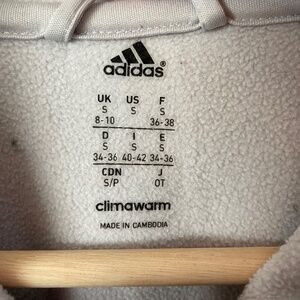 adidas®
UK US F
S S S
8-10 36-38
D I E
S S S
34-36 40-42 34-36
CDN J
S/P OT
climawarm
MADE IN CAMBODIA